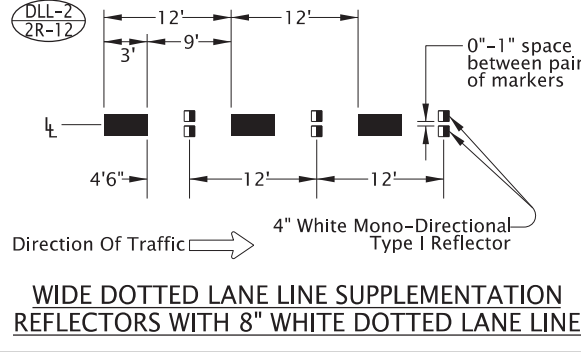 DLL-2
2R-12
12'
12'
3'
9'
0"-1" space
between pair
of markers
LL
4'6"
12'
12'
4" White Mono-Directional
Type I Reflector
Direction Of Traffic
WIDE DOTTED LANE LINE SUPPLEMENTATION
REFLECTORS WITH 8" WHITE DOTTED LANE LINE